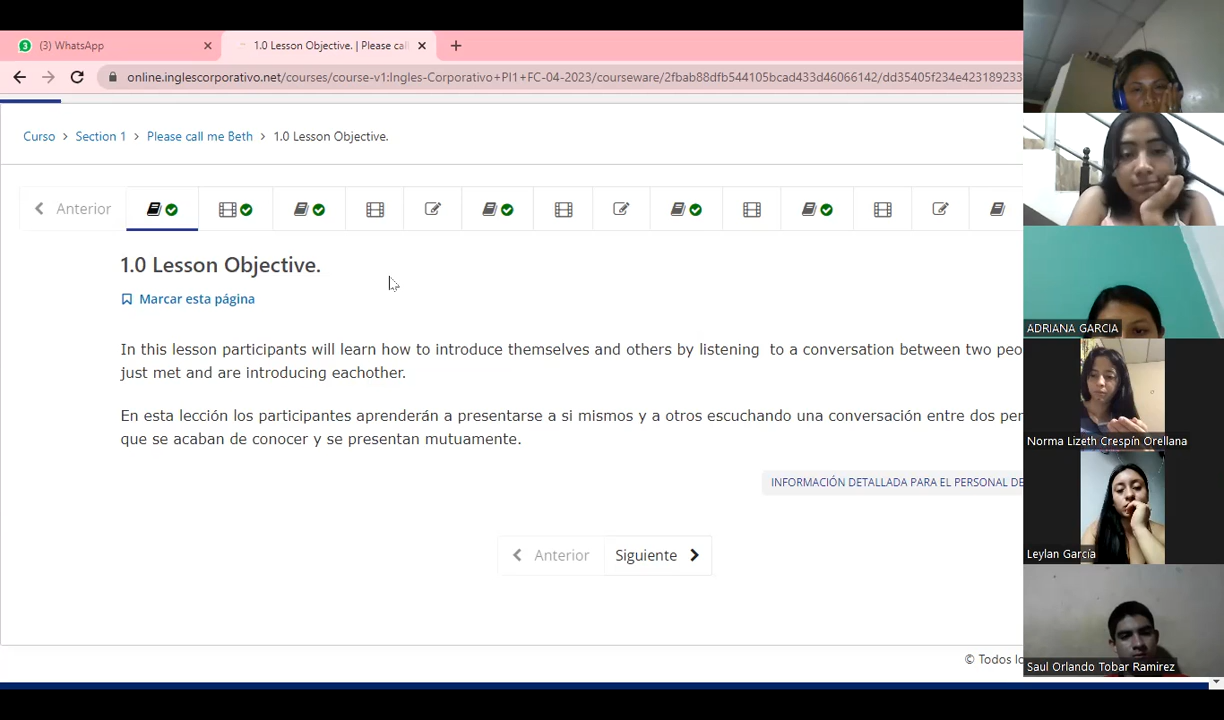 (3) WhatsApp
1.0 Lesson Objective. | Please cal
online.inglescorporativo.net/courses/course-v1:Ingles-Corporativo+PI1+FC-04-2023/courseware/2fbab88dfb544105bcad433d46066142/dd35405f234e423189233
Curso > Section 1 > Please call me Beth > 1.0 Lesson Objective.
Anterior
1.0 Lesson Objective.
Marcar esta página
In this lesson participants will learn how to introduce themselves and others by listening to a conversation between two peo
just met and are introducing eachother.
En esta lección los participantes aprenderán a presentarse a si mismos y a otros escuchando una conversación entre dos per
que se acaban de conocer y se presentan mutuamente.
INFORMACIÓN DETALLADA PARA EL PERSONAL DE
Anterior Siguiente
© Todos lo
ADRIANA GARCIA
Norma Lizeth Crespín Orellana
Leylan García
Saul Orlando Tobar Ramirez